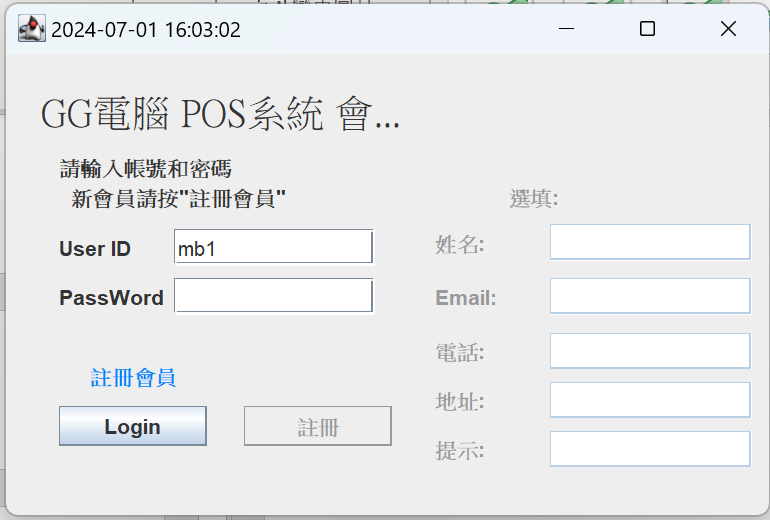 2024-07-01 16:03:02
GG電腦 POS系統 會...
請輸入帳號和密碼
新會員請按"註冊會員"
User ID
mb1
PassWord
註冊會員
Login
註冊
選填:
姓名:
Email:
電話:
地址:
提示: